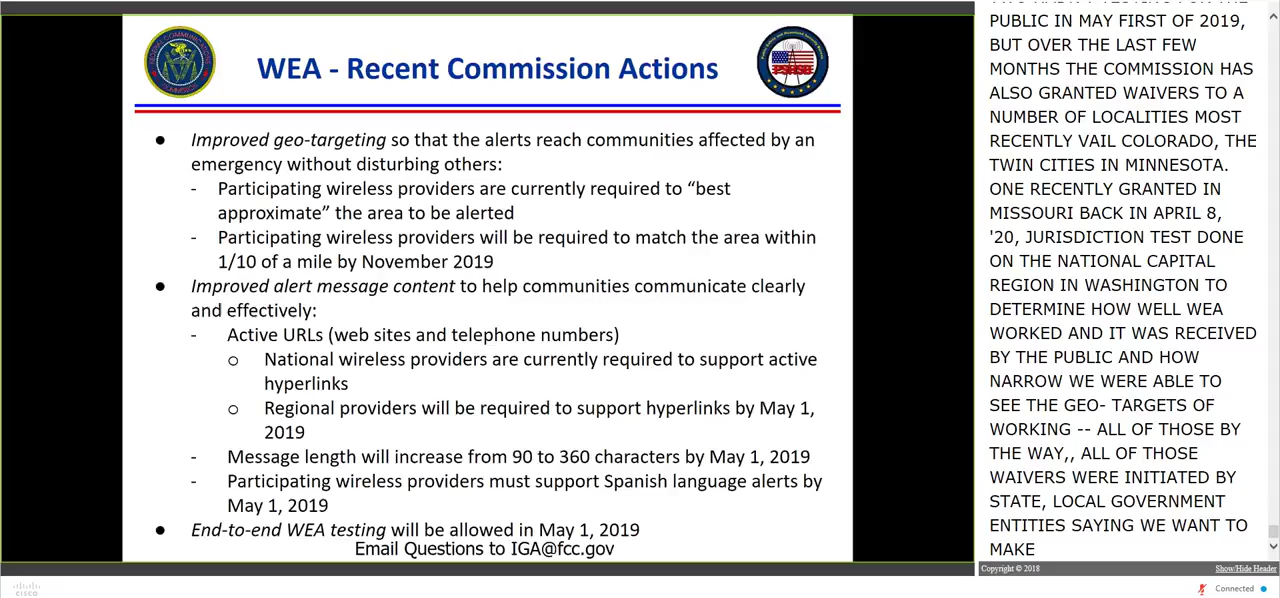 WEA - Recent Commission Actions
● Improved geo-targeting so that the alerts reach communities affected by an
emergency without disturbing others:
- Participating wireless providers are currently required to “best
approximate” the area to be alerted
- Participating wireless providers will be required to match the area within
1/10 of a mile by November 2019
● Improved alert message content to help communities communicate clearly
and effectively:
- Active URLs (web sites and telephone numbers)
o National wireless providers are currently required to support active
hyperlinks
o Regional providers will be required to support hyperlinks by May 1,
2019
- Message length will increase from 90 to 360 characters by May 1, 2019
- Participating wireless providers must support Spanish language alerts by
May 1, 2019
● End-to-end WEA testing will be allowed in May 1, 2019
Email Questions to IGA@fcc.gov
PUBLIC IN MAY FIRST OF 2019,
BUT OVER THE LAST FEW
MONTHS THE COMMISSION HAS
ALSO GRANTED WAIVERS TO A
NUMBER OF LOCALITIES MOST
RECENTLY VAIL COLORADO, THE
TWIN CITIES IN MINNESOTA.
ONE RECENTLY GRANTED IN
MISSOURI BACK IN APRIL 8,
'20, JURISDICTION TEST DONE
ON THE NATIONAL CAPITAL
REGION IN WASHINGTON TO
DETERMINE HOW WELL WEA
WORKED AND IT WAS RECEIVED
BY THE PUBLIC AND HOW
NARROW WE WERE ABLE TO
SEE THE GEO- TARGETS OF
WORKING -- ALL OF THOSE BY
THE WAY,, ALL OF THOSE
WAIVERS WERE INITIATED BY
STATE, LOCAL GOVERNMENT
ENTITIES SAYING WE WANT TO
MAKE
Copyright © 2018 Show/Hide Header
cisco
Connected